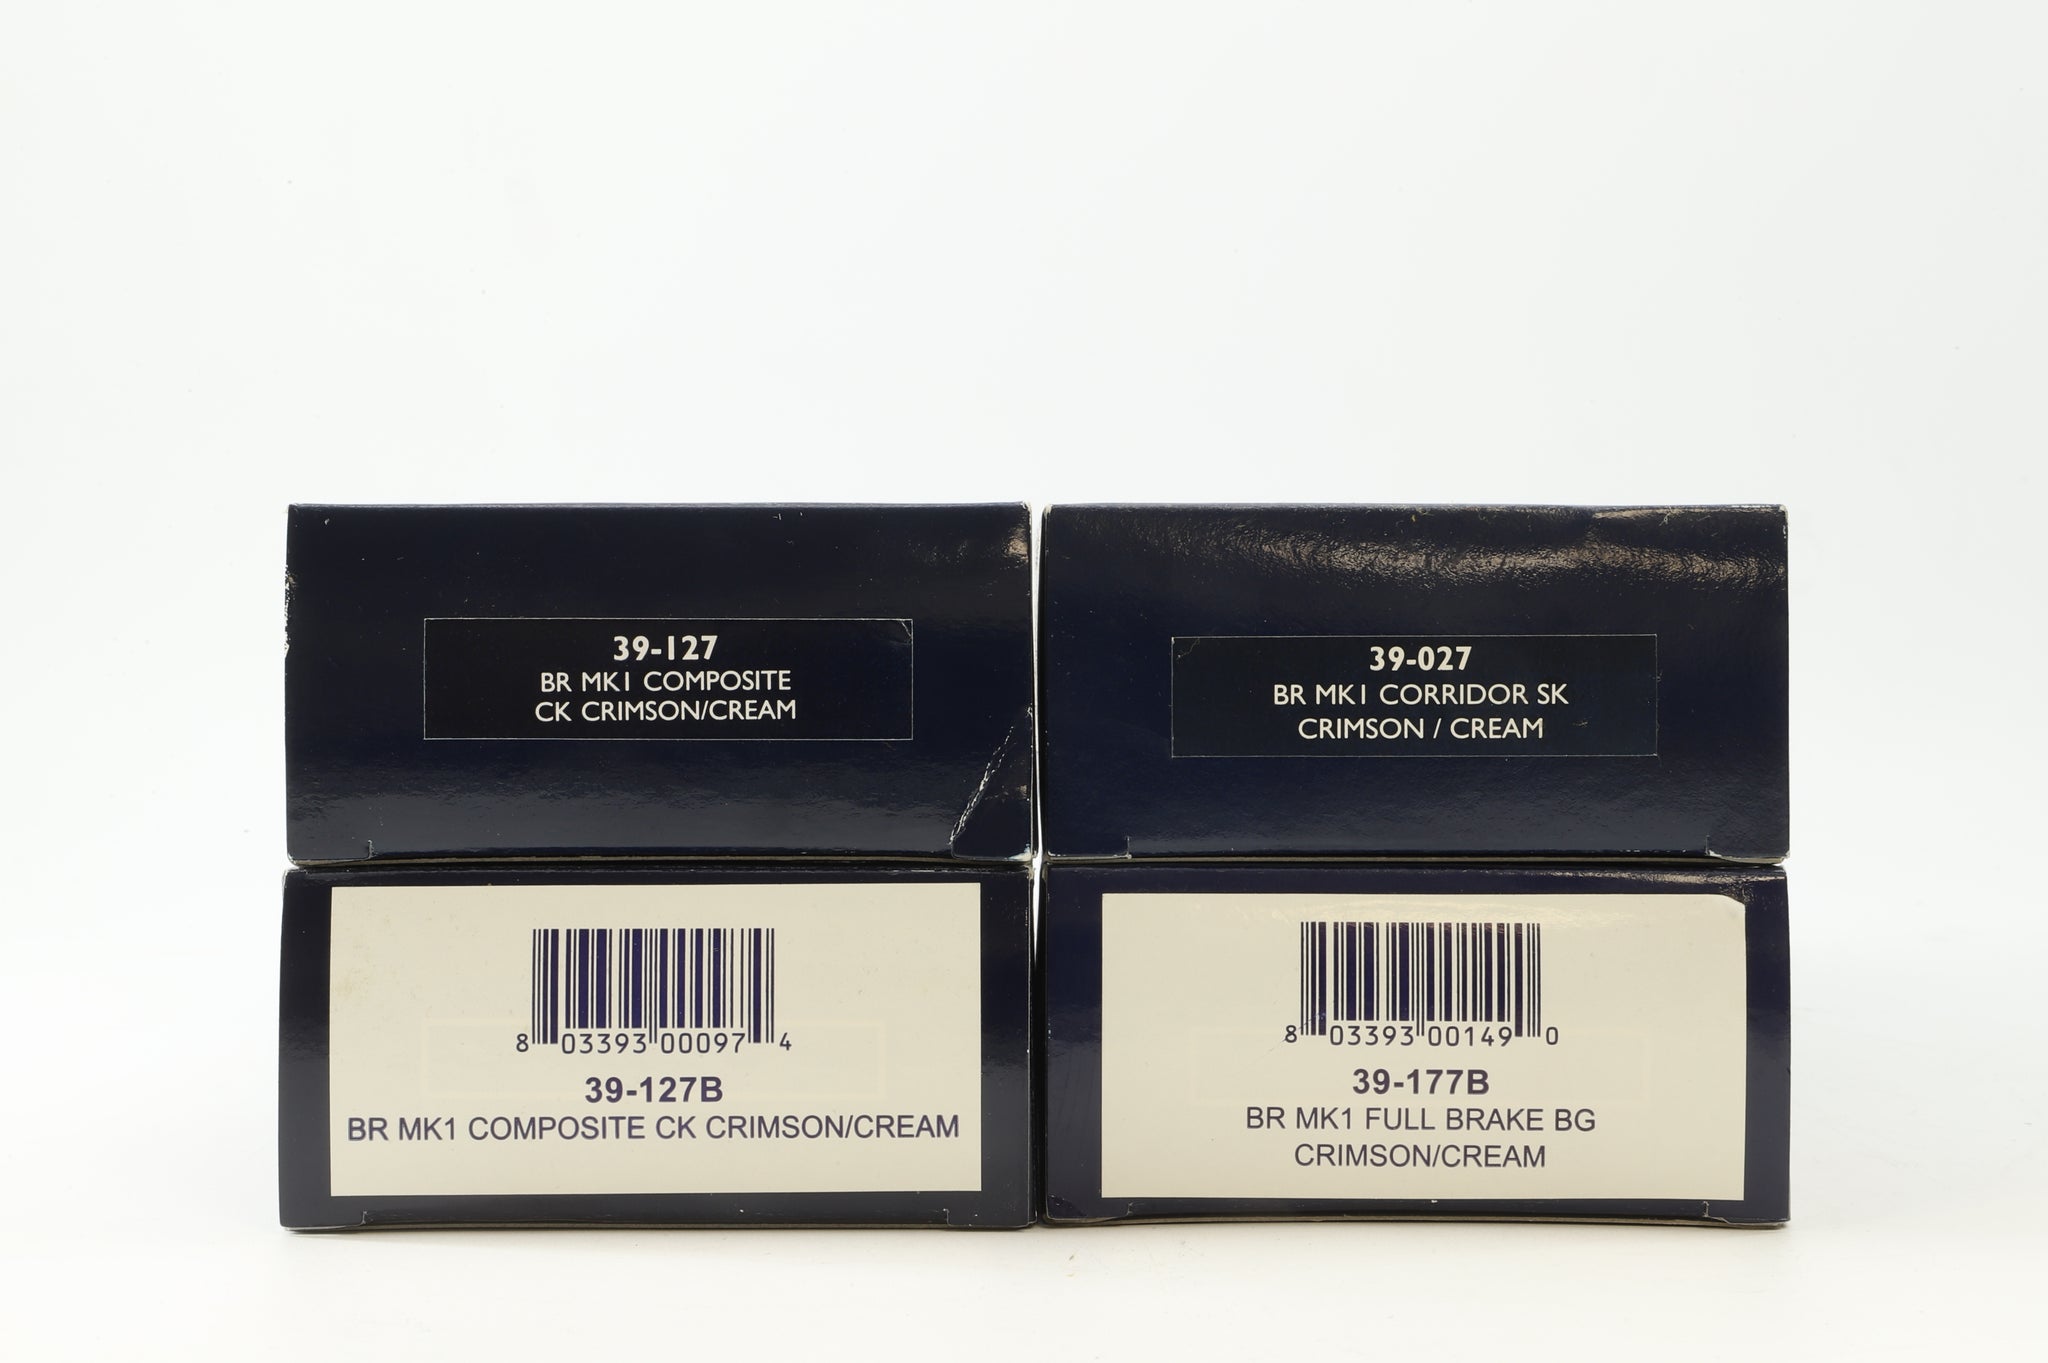 39-127
BR MK1 COMPOSITE
CK CRIMSON/CREAM
39-027
BR MK1 CORRIDOR SK
CRIMSON / CREAM
8 03393 00097 4
39-127B
BR MK1 COMPOSITE CK CRIMSON/CREAM
8 03393 00149 0
39-177B
BR MK1 FULL BRAKE BG
CRIMSON/CREAM